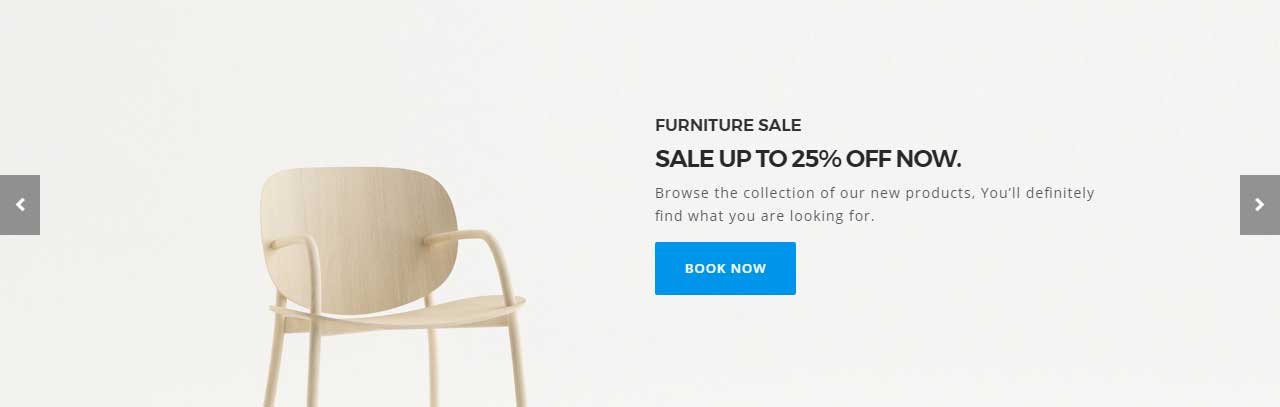 FURNITURE SALE
SALE UP TO 25% OFF NOW.
Browse the collection of our new products, You’ll definitely
find what you are looking for.
BOOK NOW